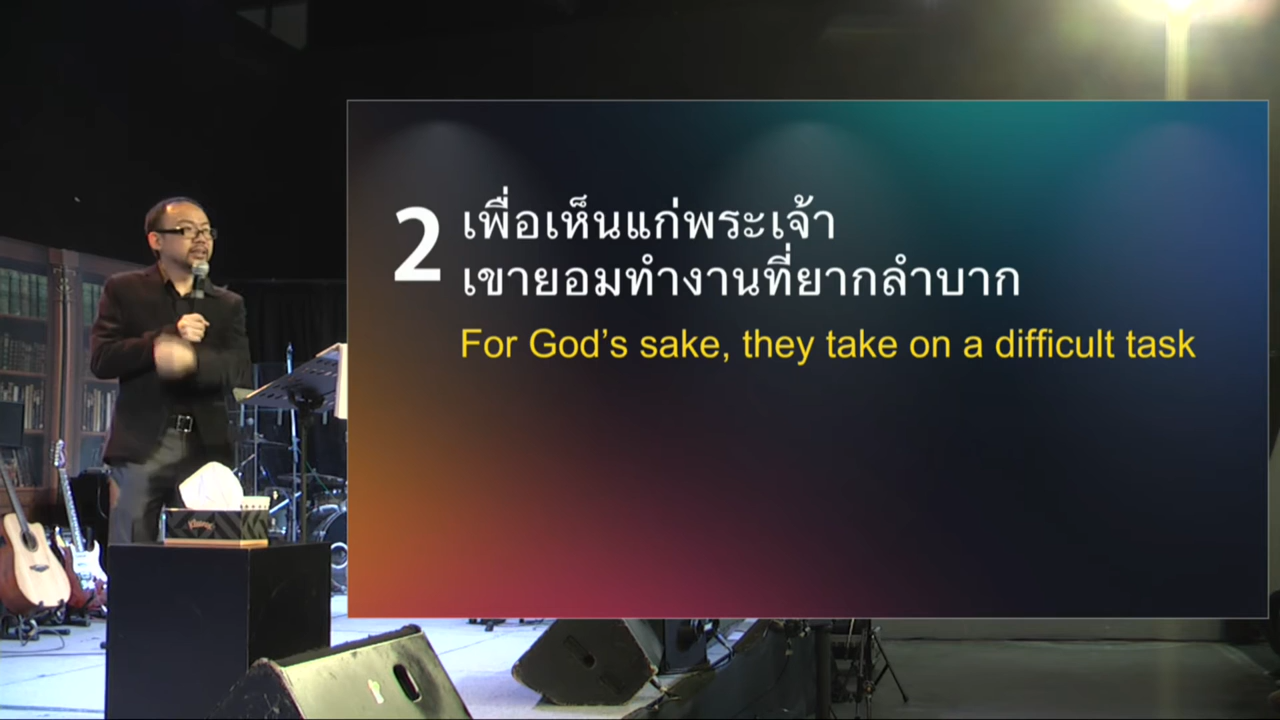 2 เพื่อเห็นแก่พระเจ้า
เขายอมทำงานที่ยากลำบาก
For God's sake, they take on a difficult task
Kleenex